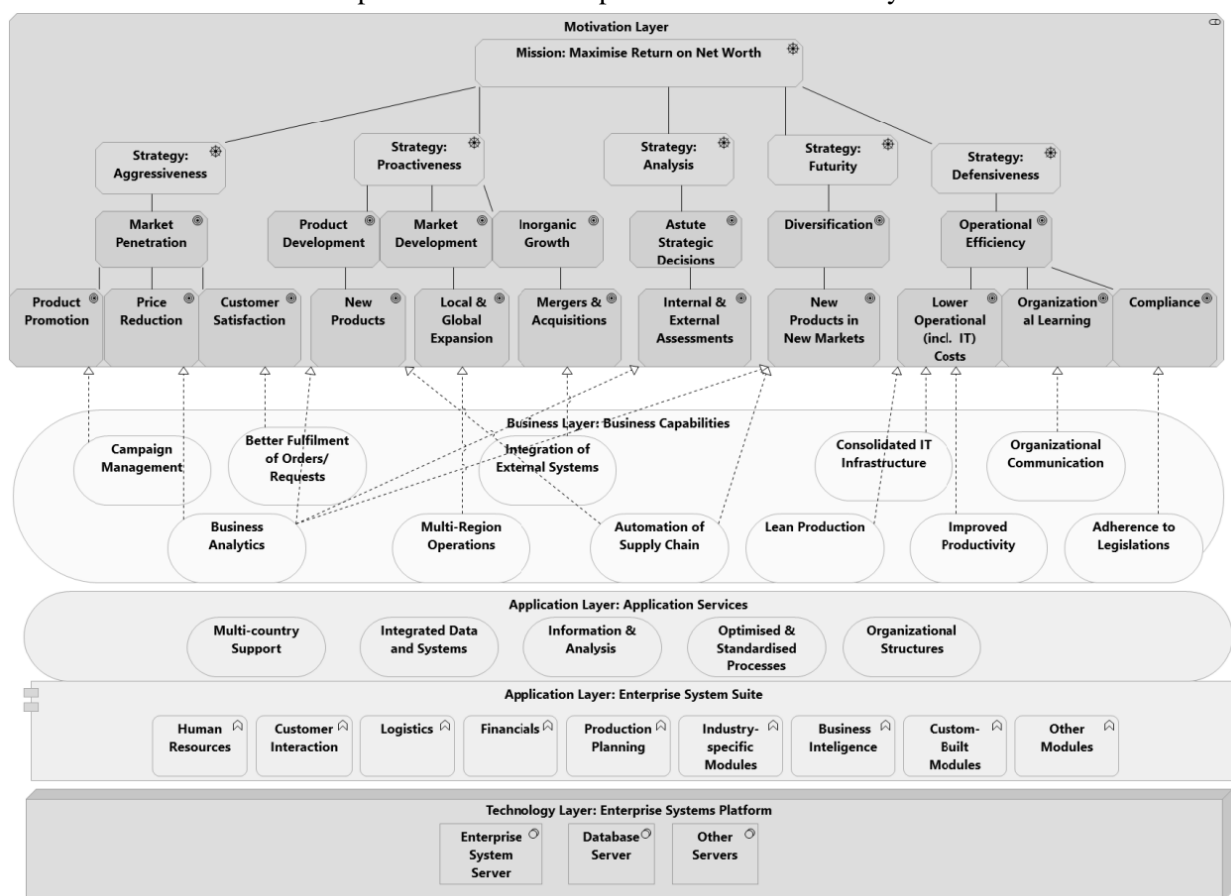 Motivation Layer
Mission: Maximise Return on Net Worth
Strategy:
Aggressiveness
Strategy:
Proactiveness
Strategy:
Analysis
Strategy:
Futurity
Strategy:
Defensiveness
Market
Penetration
Product
Development
Market
Development
Inorganic
Growth
Astute
Strategic
Decisions
Diversification
Operational
Efficiency
Product
Promotion
Price
Reduction
Customer
Satisfaction
New
Products
Local &
Global
Expansion
Mergers &
Acquisitions
Internal &
External
Assessments
New
Products in
New Markets
Lower
Operational
(incl. IT)
Costs
Organization
al Learning
Compliance
Business Layer: Business Capabilities
Campaign
Management
Better Fulfilment
of Orders/
Requests
Integration of
External Systems
Consolidated IT
Infrastructure
Organizational
Communication
Business
Analytics
Multi-Region
Operations
Automation of
Supply Chain
Lean Production
Improved
Productivity
Adherence to
Legislations
Application Layer: Application Services
Multi-country
Support
Integrated Data
and Systems
Information &
Analysis
Optimised &
Standardised
Processes
Organizational
Structures
Application Layer: Enterprise System Suite
Human
Resources
Customer
Interaction
Logistics
Financials
Production
Planning
Industry-
specific
Modules
Business
Inteligence
Custom-
Built
Modules
Other
Modules
Technology Layer: Enterprise Systems Platform
Enterprise
System
Server
Database
Server
Other
Servers